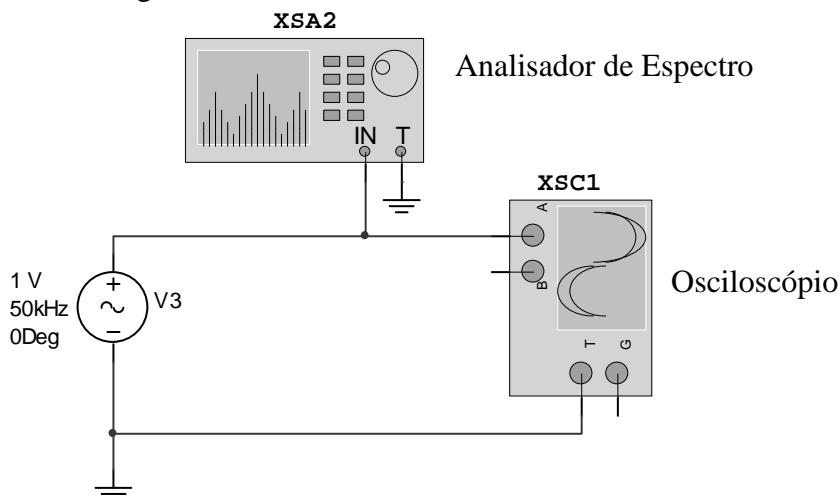 XSA2
Analisador de Espectro
IN T
XSC1
A
B
Osciloscópio
1 V
50kHz
0Deg
V3
T
G